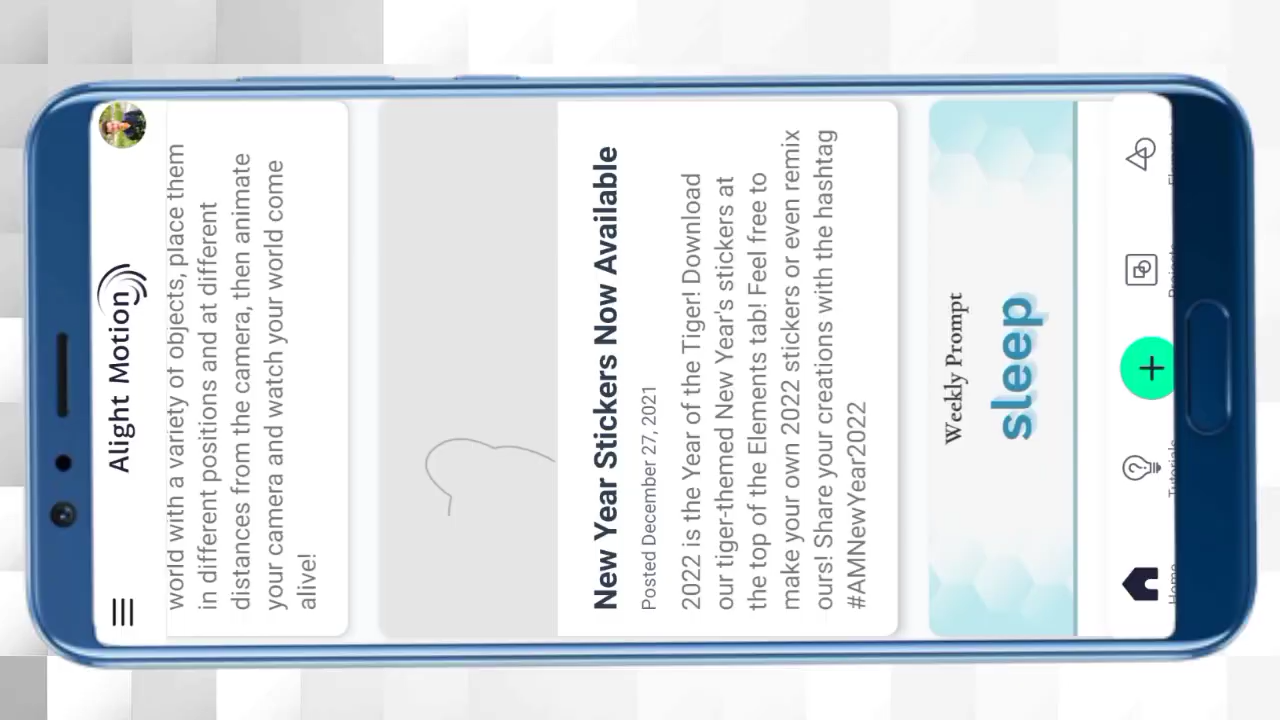 Alight Motion
world with a variety of objects, place them
in different positions and at different
distances from the camera, then animate
your camera and watch your world come
alive!
New Year Stickers Now Available
Posted December 27, 2021
2022 is the Year of the Tiger! Download
our tiger-themed New Year's stickers at
the top of the Elements tab! Feel free to
make your own 2022 stickers or even remix
ours! Share your creations with the hashtag
#AMNewYear2022
Weekly Prompt
sleep
Home
Tutorials
Projects
Elements